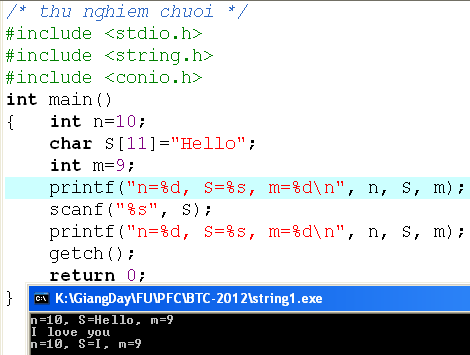 /* thu nghiem chuoi */
#include <stdio.h>
#include <string.h>
#include <conio.h>
int main()
{   int n=10;
    char S[11]="Hello";
    int m=9;
    printf("n=%d, S=%s, m=%d\n", n, S, m);
    scanf("%s", S);
    printf("n=%d, S=%s, m=%d\n", n, S, m);
    getch();
    return 0;
}
K:\GiangDay\FU\PFC\BTC-2012\string1.exe
n=10, S=Hello, m=9
I love you
n=10, S=I, m=9